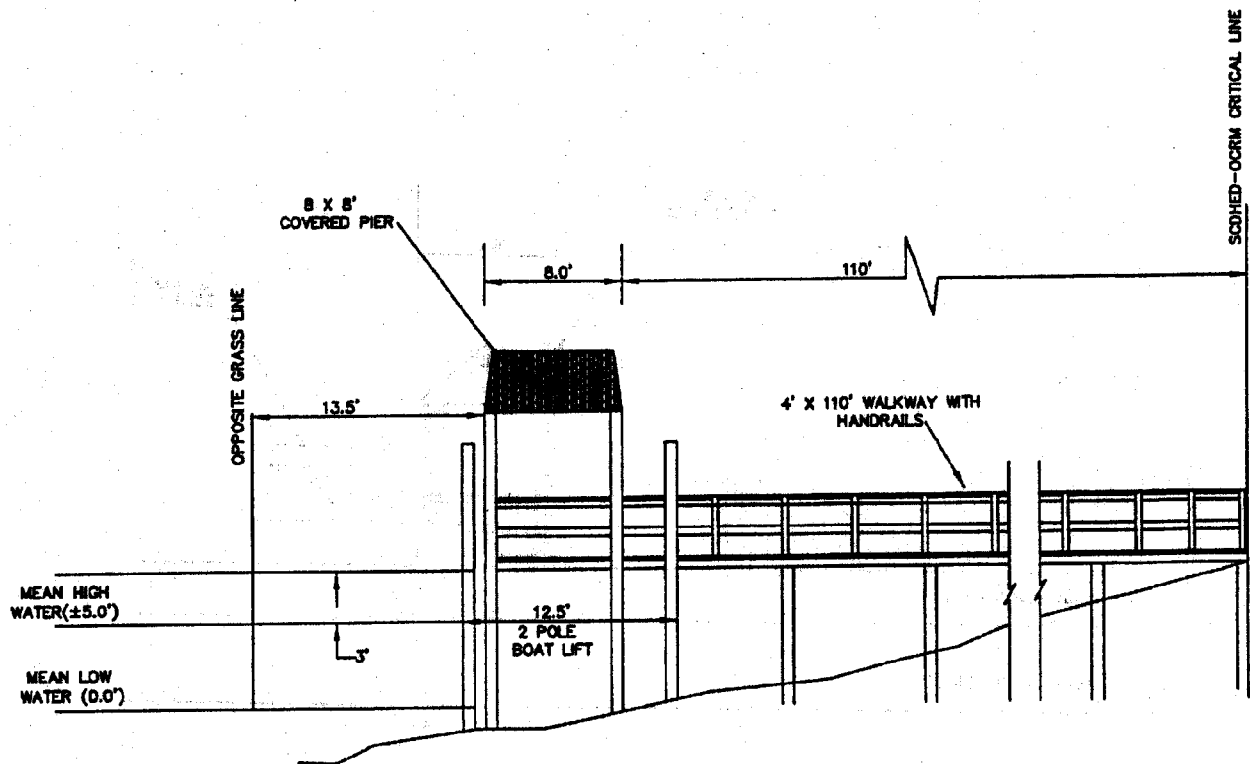 SCDHED-OCRM CRITICAL LINE
8 X 8'
COVERED PIER
8.0'
110'
OPPOSITE GRASS LINE
13.5'
4' X 110' WALKWAY WITH
HANDRAILS
MEAN HIGH
WATER(±5.0')
12.5'
2 POLE
BOAT LIFT
3'
MEAN LOW
WATER (0.0')